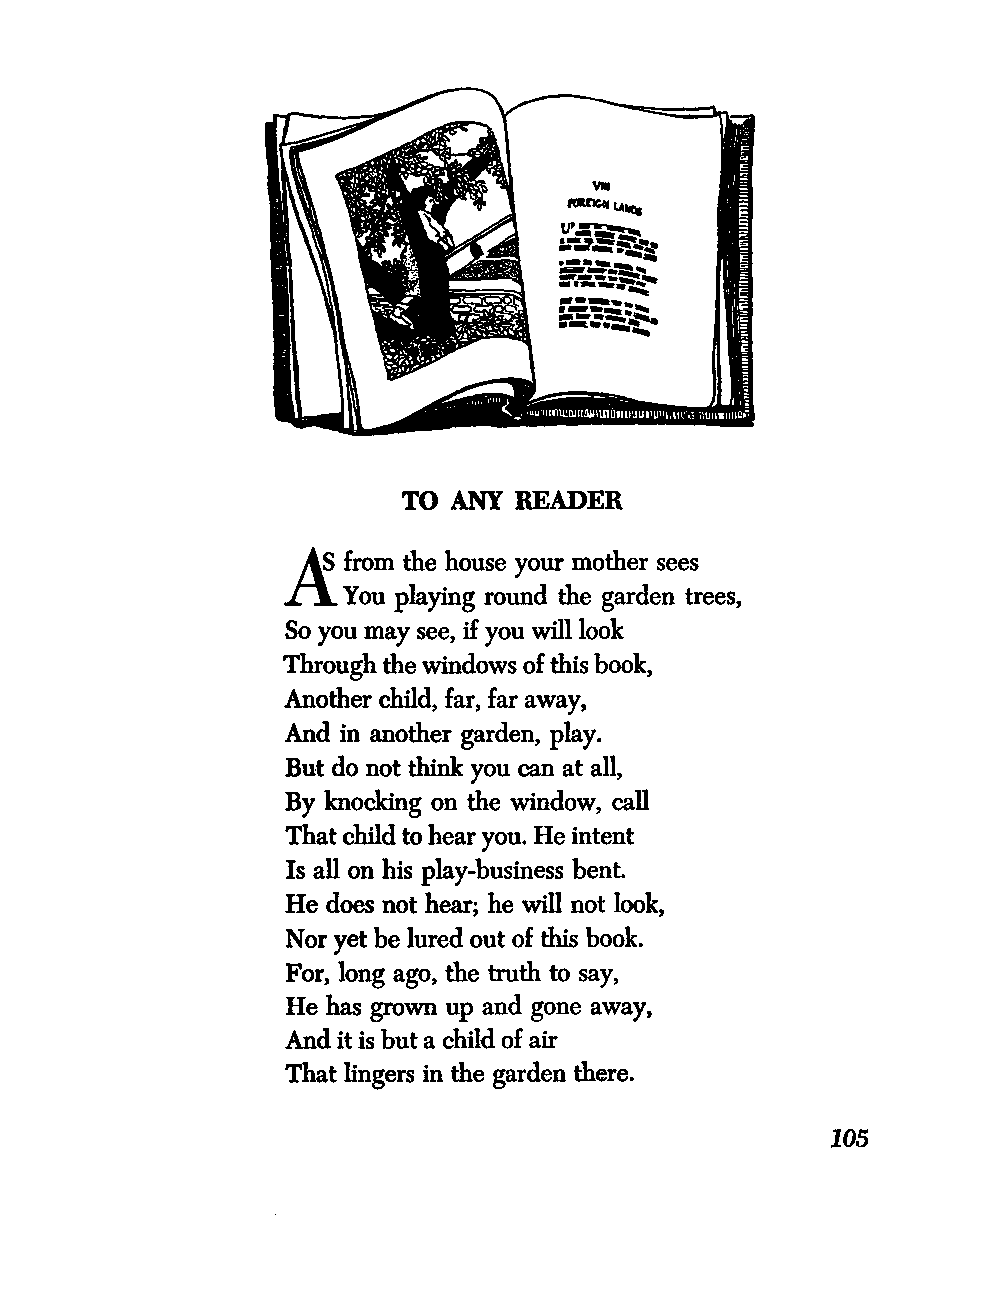 VIII
FOREIGN LANDS
UP
TO ANY READER
As from the house your mother sees
You playing round the garden trees,
So you may see, if you will look
Through the windows of this book,
Another child, far, far away,
And in another garden, play.
But do not think you can at all,
By knocking on the window, call
That child to hear you. He intent
Is all on his play-business bent.
He does not hear; he will not look,
Nor yet be lured out of this book.
For, long ago, the truth to say,
He has grown up and gone away,
And it is but a child of air
That lingers in the garden there.
105